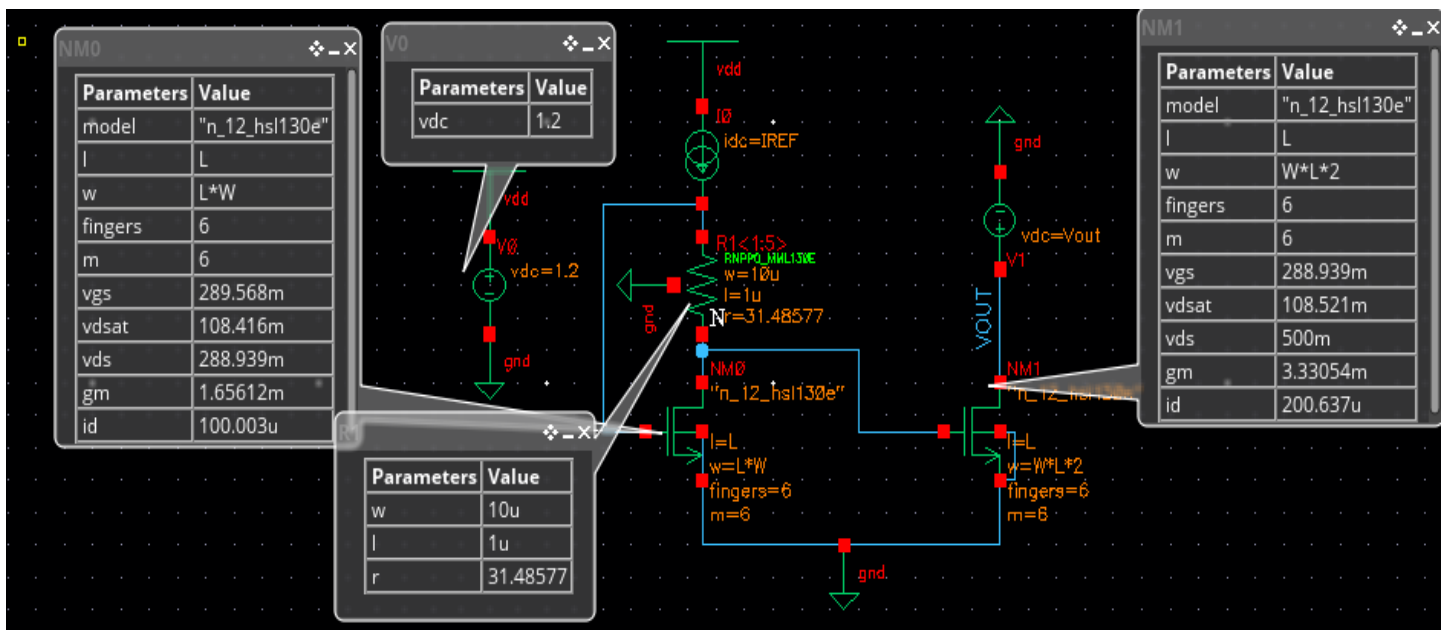 NM0
Parameters Value
model "n_12_hsl130e"
l L
w L*W
fingers 6
m 6
vgs 289.568m
vdsat 108.416m
vds 288.939m
gm 1.65612m
id 100.003u
V0
Parameters Value
vdc 1.2
vdd
V0
vdc=1.2
gnd
vdd
I0
idc=IREF
R1<1:5>
RNPPO_MML130E
w=10u
l=1u
r=31.48577
gnd
N
NM0
"n_12_hsl130e"
l=L
w=L*W
fingers=6
m=6
R1
Parameters Value
w 10u
l 1u
r 31.48577
gnd
vdc=Vout
V1
VOUT
NM1
"n_12_hsl130e"
l=L
w=W*L*2
fingers=6
m=6
gnd
NM1
Parameters Value
model "n_12_hsl130e"
l L
w W*L*2
fingers 6
m 6
vgs 288.939m
vdsat 108.521m
vds 500m
gm 3.33054m
id 200.637u